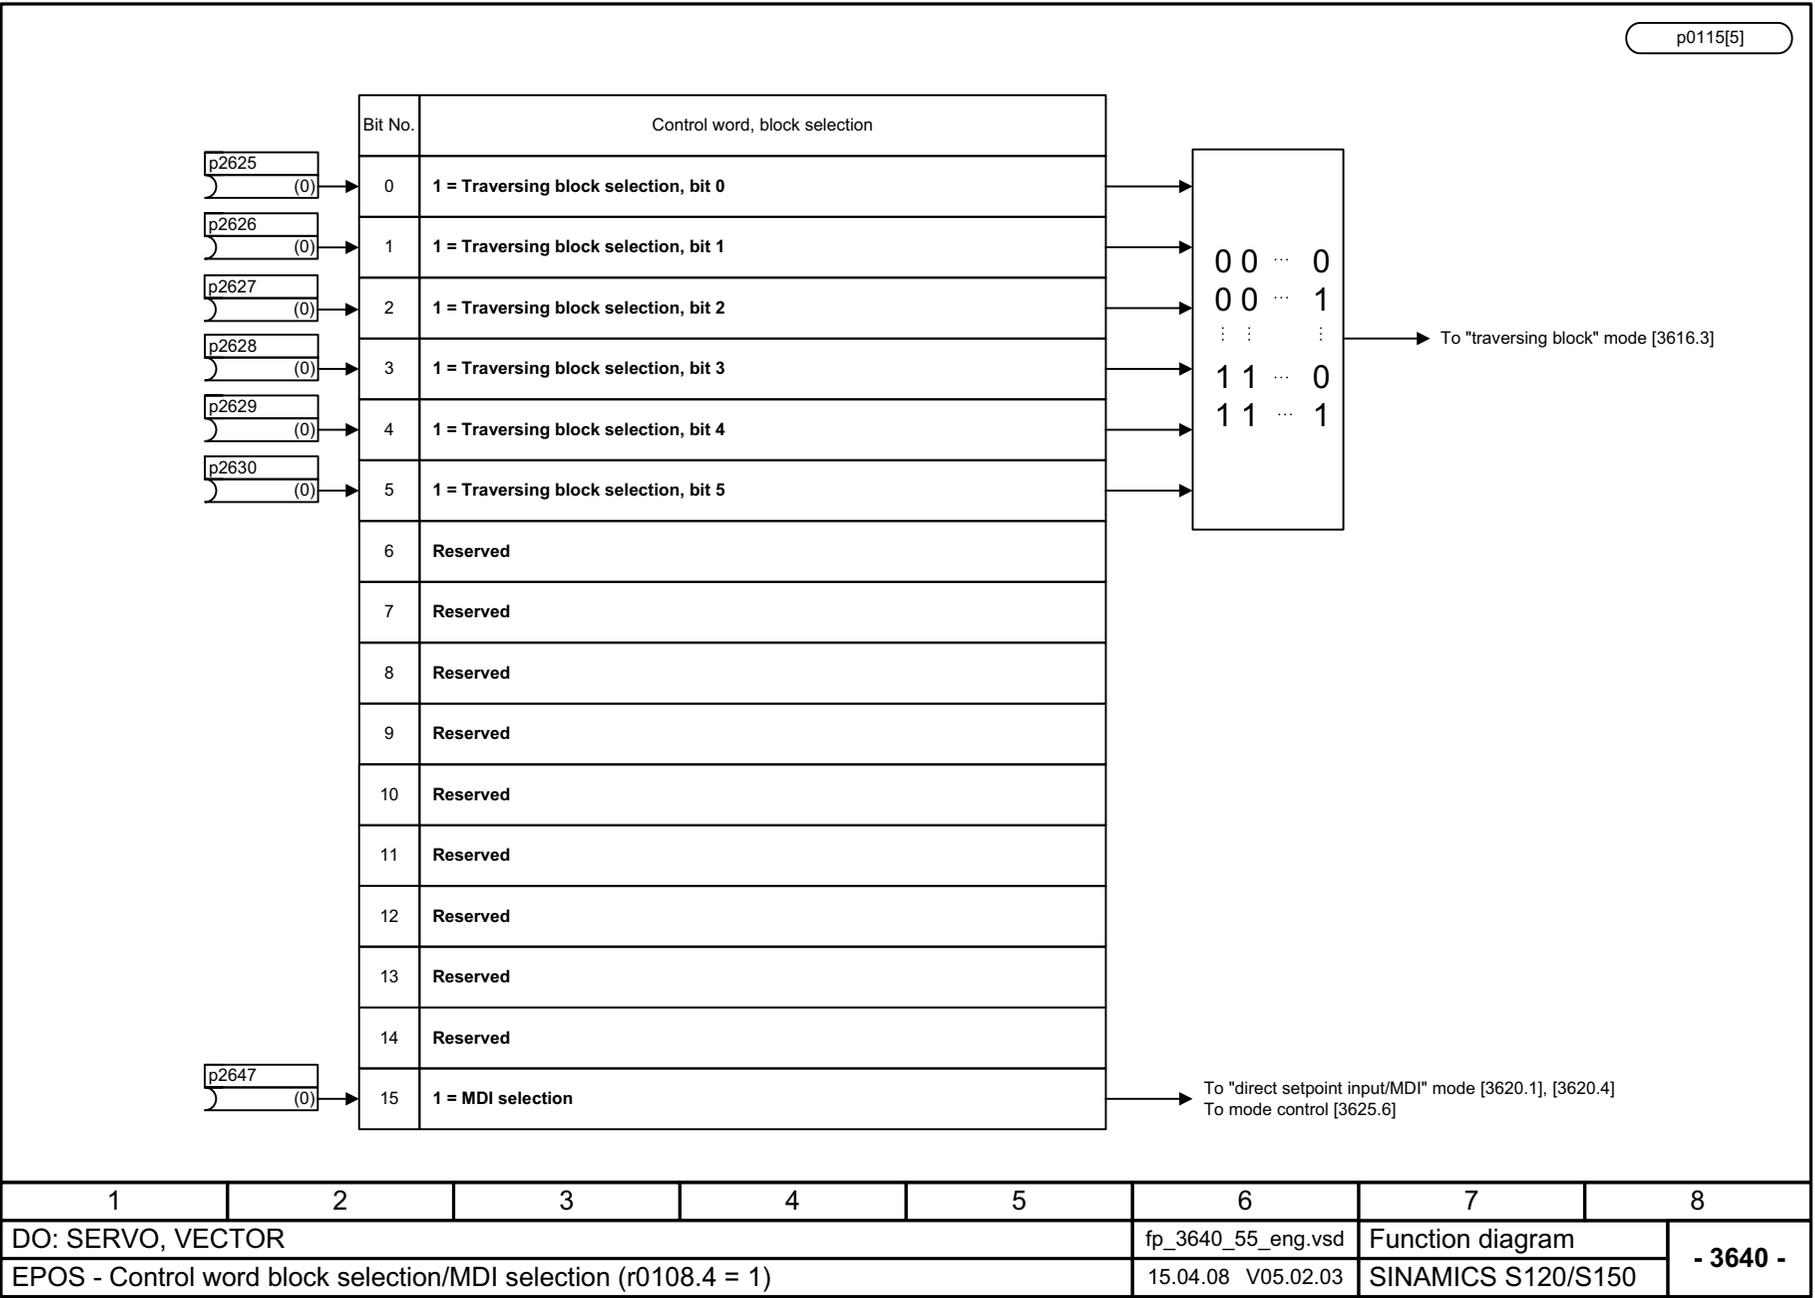 p0115[5]
Bit No. Control word, block selection
p2625
(0) 0 1 = Traversing block selection, bit 0
p2626
(0) 1 1 = Traversing block selection, bit 1
p2627
(0) 2 1 = Traversing block selection, bit 2
p2628
(0) 3 1 = Traversing block selection, bit 3
p2629
(0) 4 1 = Traversing block selection, bit 4
p2630
(0) 5 1 = Traversing block selection, bit 5
0 0 ... 0
0 0 ... 1
⋮ ⋮ ⋮
1 1 ... 0
1 1 ... 1
To "traversing block" mode [3616.3]
6 Reserved
7 Reserved
8 Reserved
9 Reserved
10 Reserved
11 Reserved
12 Reserved
13 Reserved
14 Reserved
p2647
(0) 15 1 = MDI selection
To "direct setpoint input/MDI" mode [3620.1], [3620.4]
To mode control [3625.6]
1 2 3 4 5 6 7 8
DO: SERVO, VECTOR fp_3640_55_eng.vsd Function diagram
- 3640 -
EPOS - Control word block selection/MDI selection (r0108.4 = 1) 15.04.08 V05.02.03 SINAMICS S120/S150